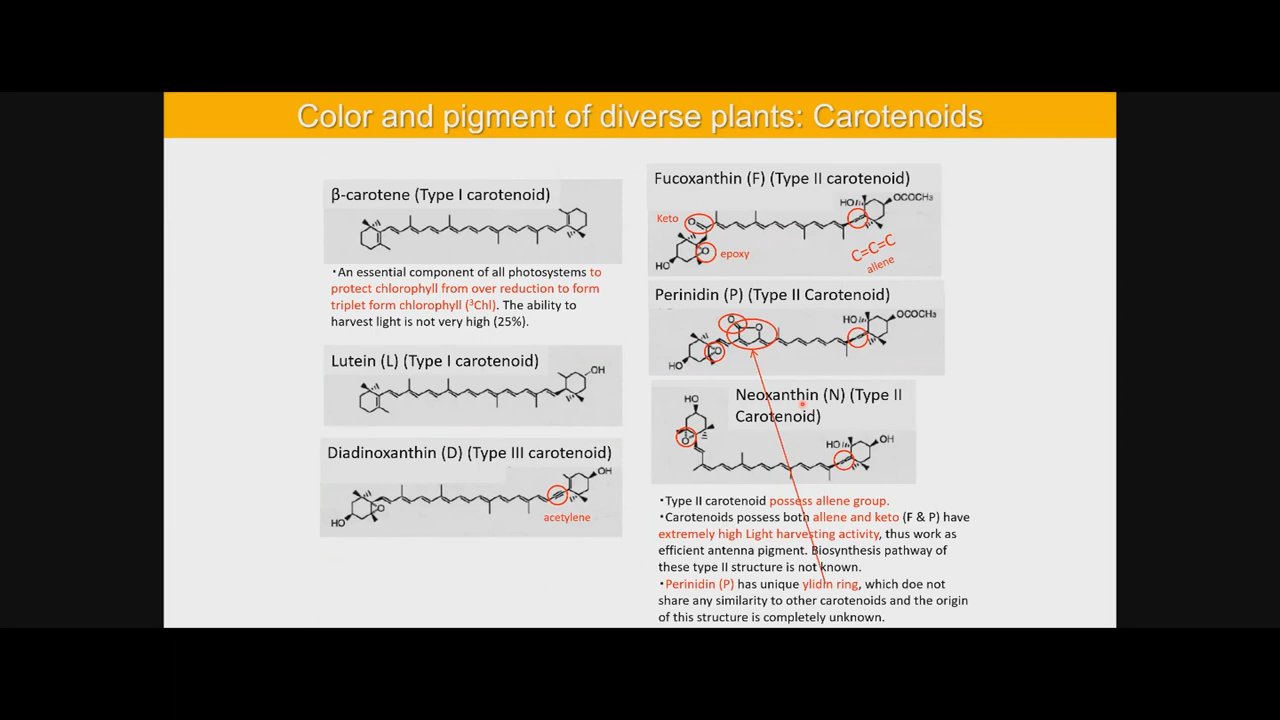 Color and pigment of diverse plants: Carotenoids
β-carotene (Type I carotenoid)
・An essential component of all photosystems to
protect chlorophyll from over reduction to form
triplet form chlorophyll (³Chl). The ability to
harvest light is not very high (25%).
Lutein (L) (Type I carotenoid)
OH
Diadinoxanthin (D) (Type III carotenoid)
OH
O
HO
acetylene
Fucoxanthin (F) (Type II carotenoid)
HO
OCOCH₃
Keto
O
O
epoxy
HO
C=C=C
allene
Perinidin (P) (Type II Carotenoid)
O
O
HO
OCOCH₃
O
HO
Neoxanthin (N) (Type II
Carotenoid)
HO
O
HO
OH
・Type II carotenoid possess allene group.
・Carotenoids possess both allene and keto (F & P) have
extremely high Light harvesting activity, thus work as
efficient antenna pigment. Biosynthesis pathway of
these type II structure is not known.
・Perinidin (P) has unique ylidin ring, which doe not
share any similarity to other carotenoids and the origin
of this structure is completely unknown.